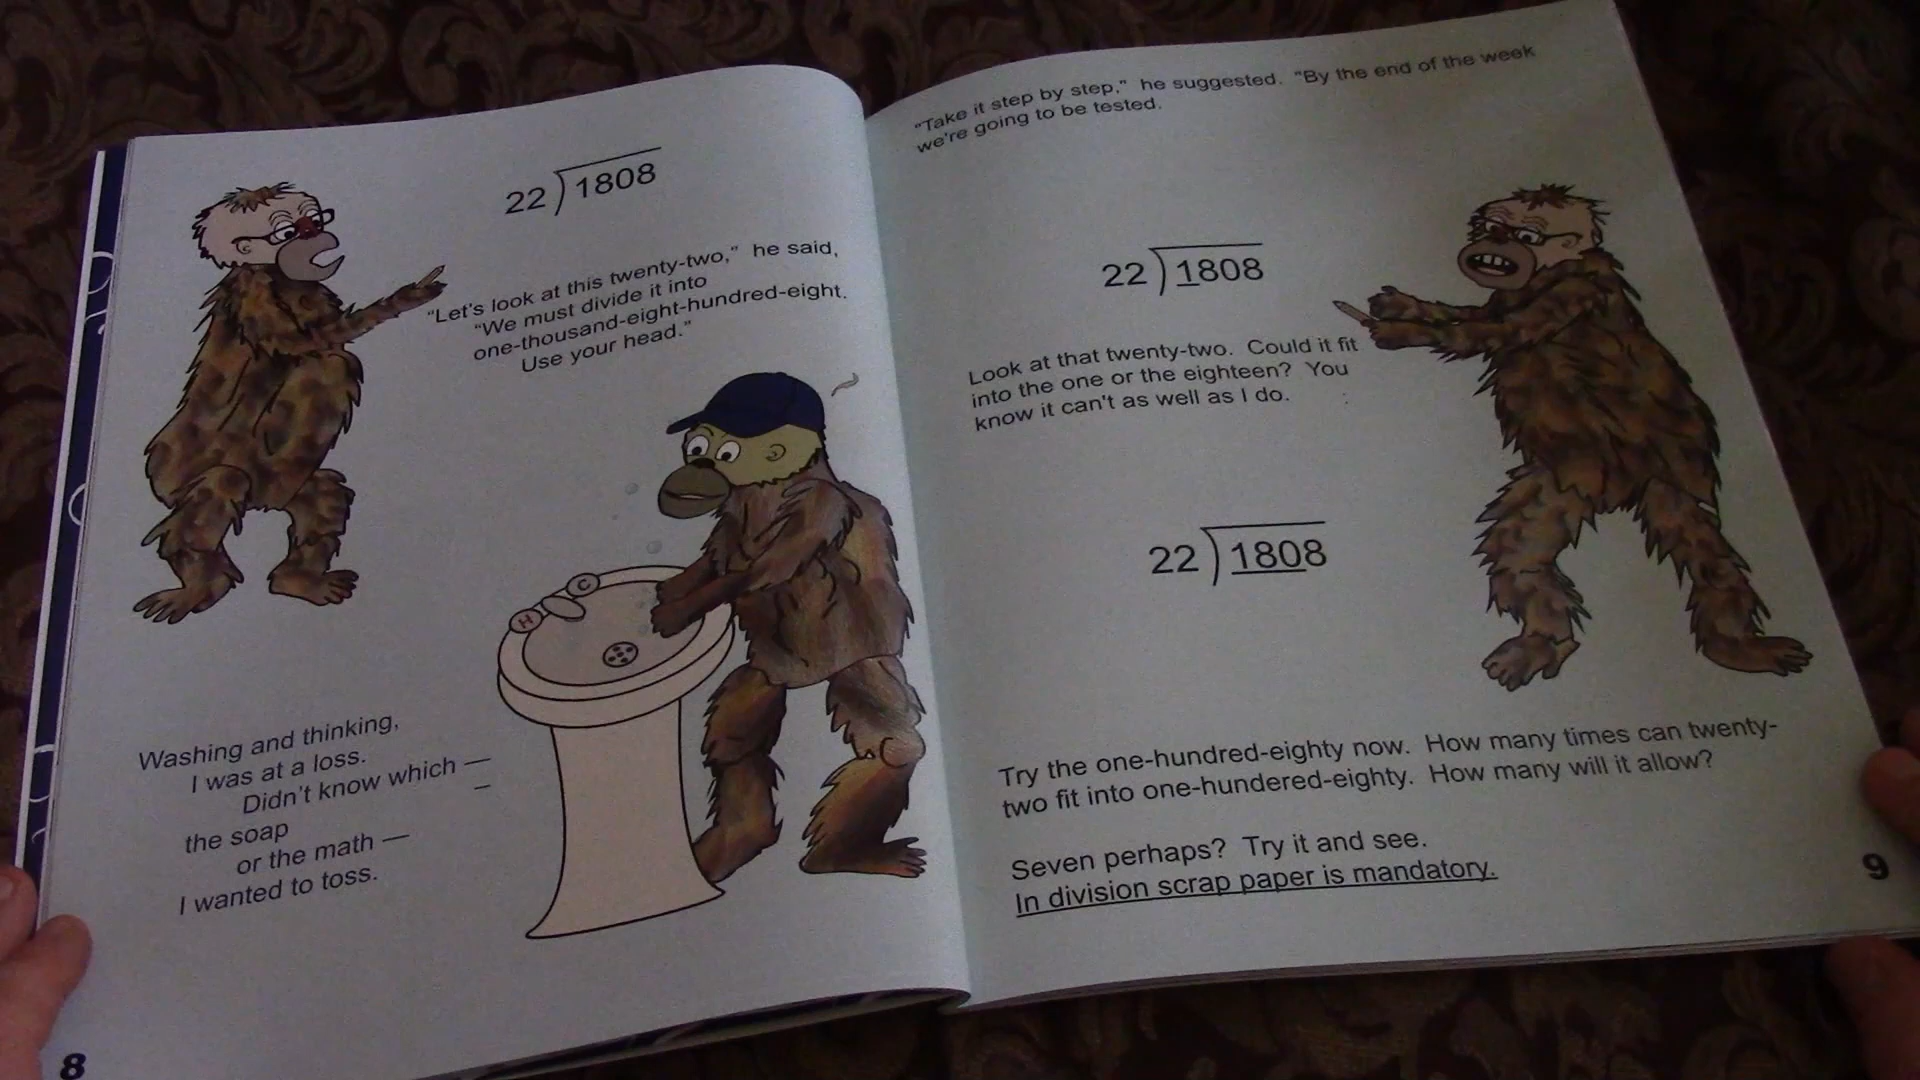 22 ) 1808
"Let's look at this twenty-two," he said,
"We must divide it into
one-thousand-eight-hundred-eight.
Use your head."
C
H
Washing and thinking,
I was at a loss.
Didn't know which —
the soap
or the math —
I wanted to toss.
8
"Take it step by step," he suggested. "By the end of the week
we're going to be tested.
22 ) 1808
Look at that twenty-two. Could it fit
into the one or the eighteen? You
know it can't as well as I do.
22 ) 1808
Try the one-hundred-eighty now. How many times can twenty-
two fit into one-hundered-eighty. How many will it allow?
Seven perhaps? Try it and see.
In division scrap paper is mandatory.
9